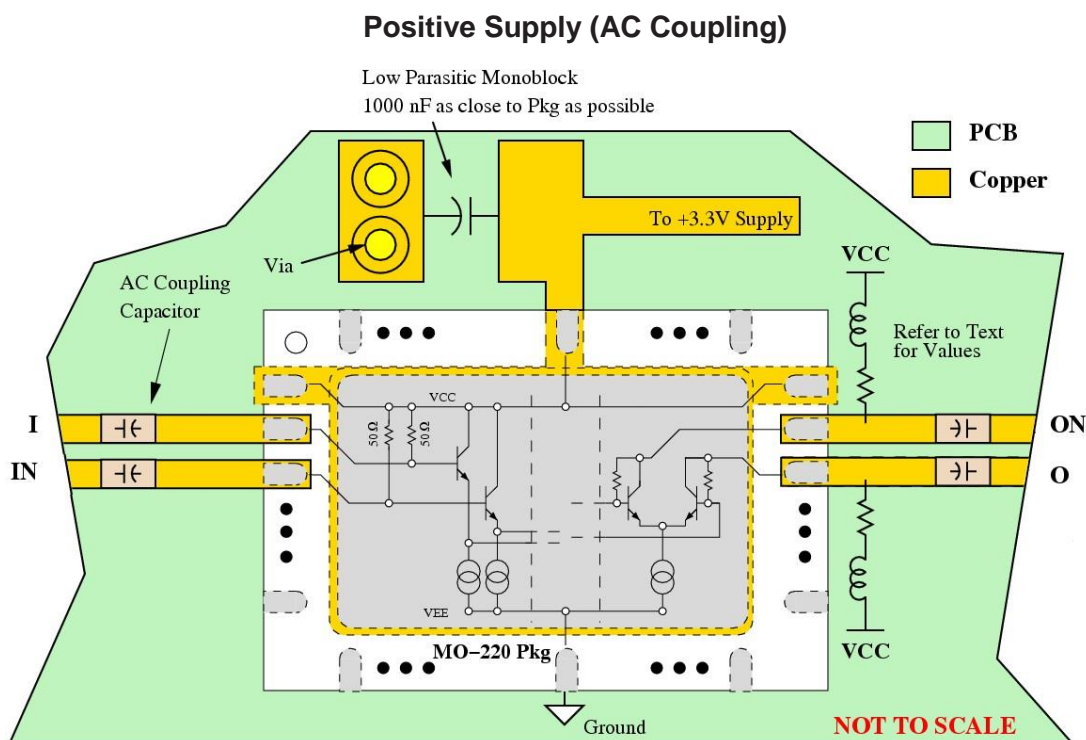 Positive Supply (AC Coupling)
Low Parasitic Monoblock
1000 nF as close to Pkg as possible
PCB
Copper
To +3.3V Supply
Via
VCC
AC Coupling
Capacitor
Refer to Text
for Values
VCC
50Ω
50Ω
I
ON
IN
O
VEE
MO-220 Pkg
VCC
Ground
NOT TO SCALE